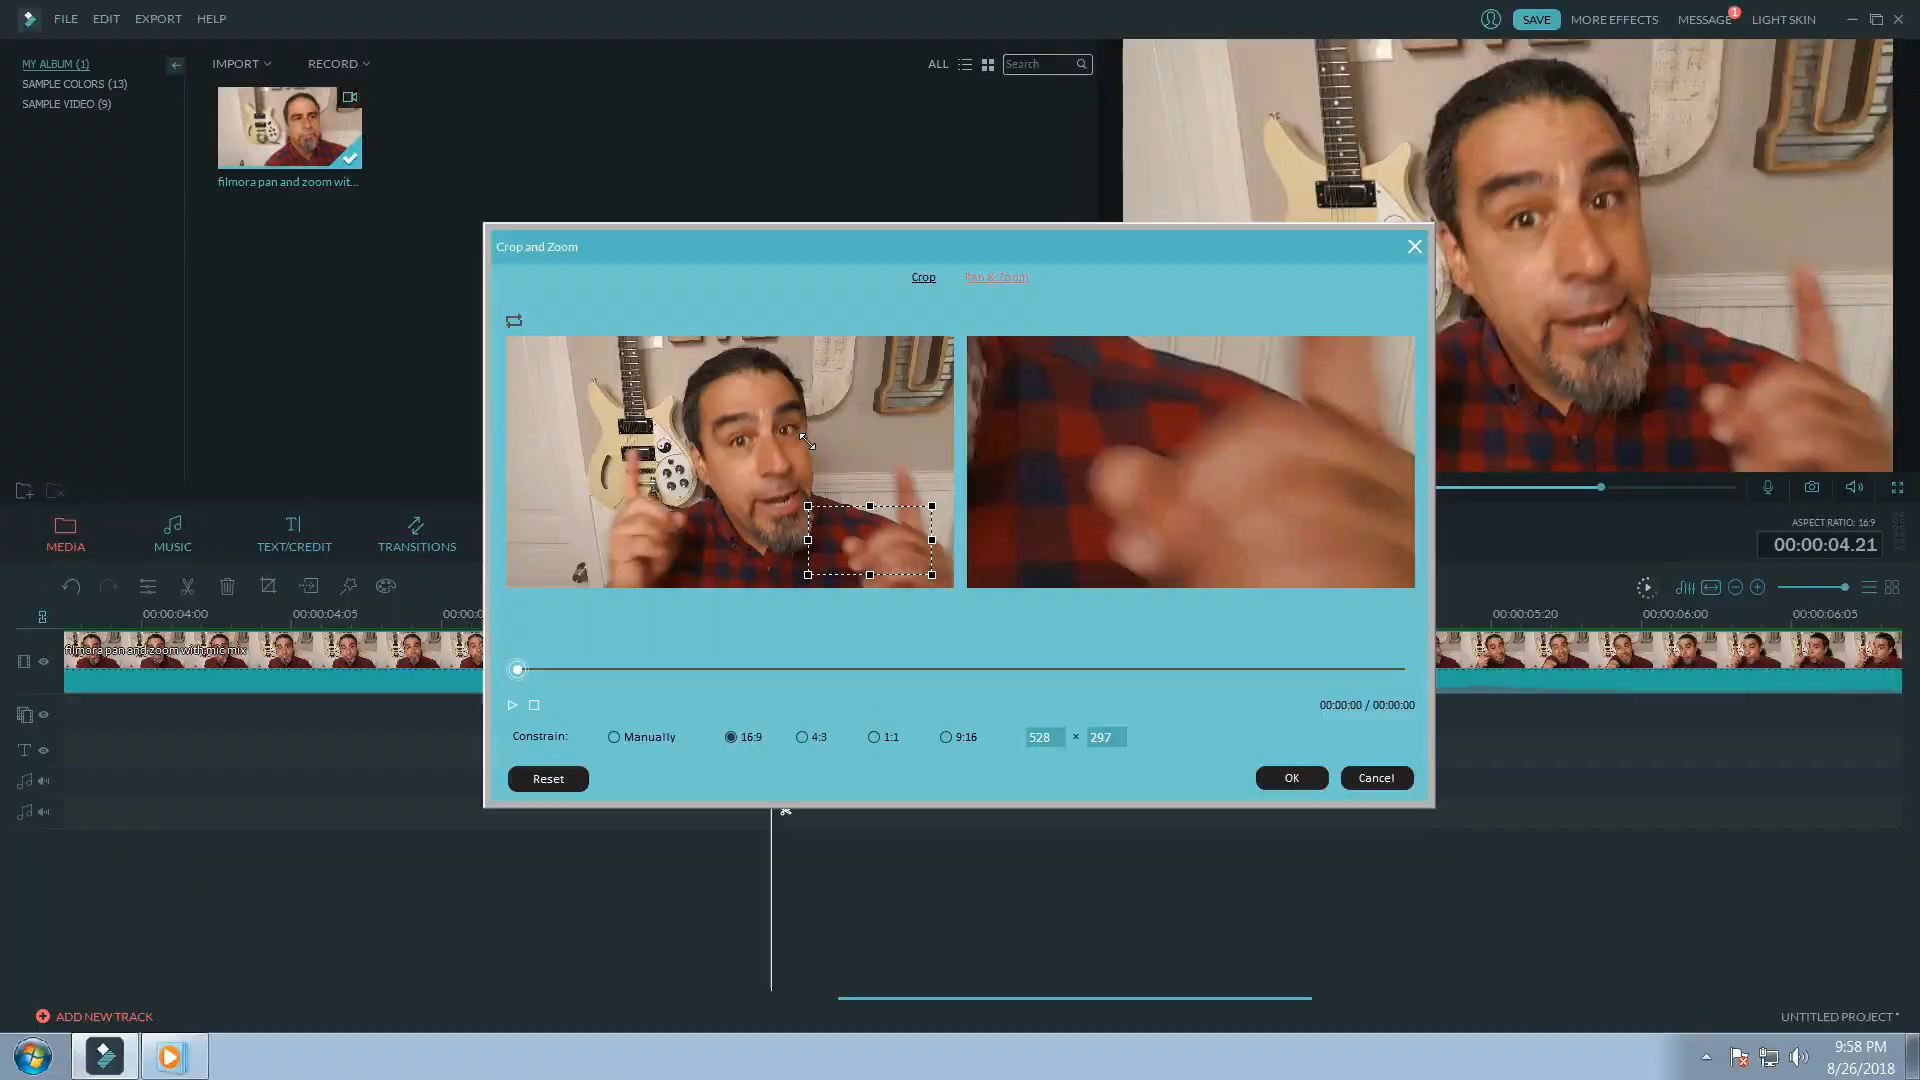 FILE EDIT EXPORT HELP
SAVE MORE EFFECTS MESSAGE 1 LIGHT SKIN
MY ALBUM (1)
SAMPLE COLORS (13)
SAMPLE VIDEO (9)
IMPORT RECORD
ALL Search
filmora pan and zoom wit...
Crop and Zoom
Crop Pan & Zoom
00:00:00 / 00:00:00
Constrain: Manually 16:9 4:3 1:1 9:16 528 × 297
Reset OK Cancel
MEDIA MUSIC TEXT/CREDIT TRANSITIONS
ASPECT RATIO: 16:9
00:00:04.21
00:00:04:00 00:00:04:05 00:00:0 00:00:05:20 00:00:06:00 00:00:06:05
filmora pan and zoom with mic mix
ADD NEW TRACK
UNTITLED PROJECT *
9:58 PM
8/26/2018